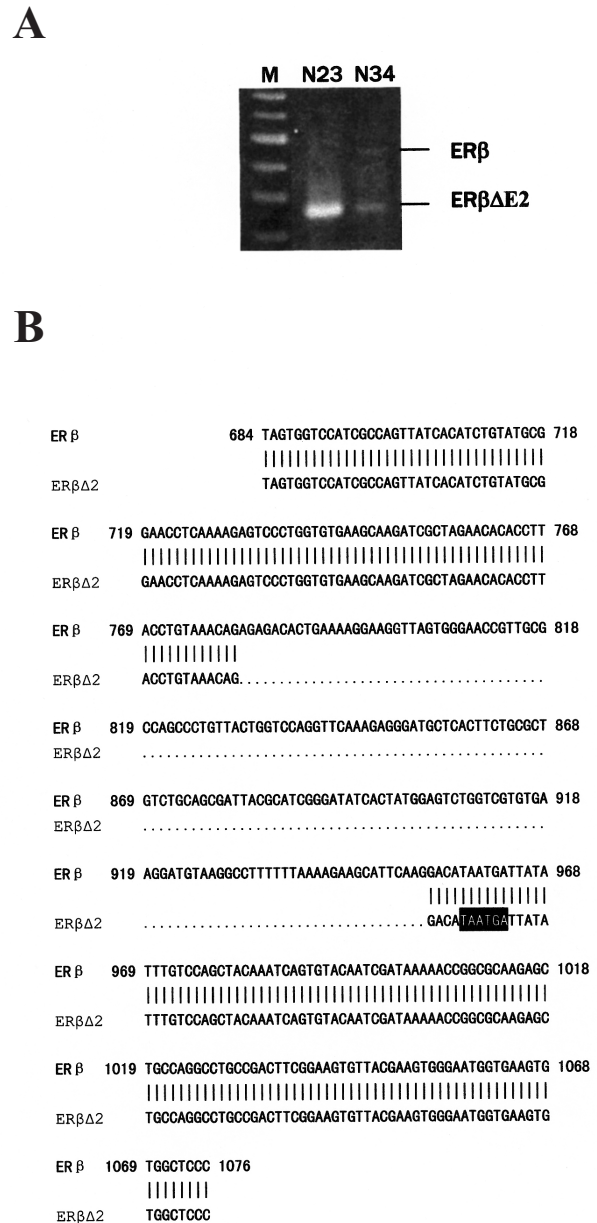 A
M N23 N34
ERβ
ERβΔE2
B
ERβ 684 TAGTGGTCCATCGCCAGTTATCACATCTGTATGCG 718
ERβΔ2 TAGTGGTCCATCGCCAGTTATCACATCTGTATGCG
ERβ 719 GAACCTCAAAAGAGTCCCTGGTGTGAAGCAAGATCGCTAGAACACACCTT 768
ERβΔ2 GAACCTCAAAAGAGTCCCTGGTGTGAAGCAAGATCGCTAGAACACACCTT
ERβ 769 ACCTGTAAACAGAGAGACACTGAAAAGGAAGGTTAGTGGGAACCGTTGCG 818
ERβΔ2 ACCTGTAAACAG......................................
ERβ 819 CCAGCCCTGTTACTGGTCCAGGTTCAAAGAGGGATGCTCACTTCTGCGCT 868
ERβΔ2 ..................................................
ERβ 869 GTCTGCAGCGATTACGCATCGGGATATCACTATGGAGTCTGGTCGTGTGA 918
ERβΔ2 ..................................................
ERβ 919 AGGATGTAAGGCCTTTTTTAAAAGAAGCATTCAAGGACATAATGATTATA 968
ERβΔ2 ...................................GACATAATGATTATA
ERβ 969 TTTGTCCAGCTACAAATCAGTGTACAATCGATAAAAACCGGCGCAAGAGC 1018
ERβΔ2 TTTGTCCAGCTACAAATCAGTGTACAATCGATAAAAACCGGCGCAAGAGC
ERβ 1019 TGCCAGGCCTGCCGACTTCGGAAGTGTTACGAAGTGGGAATGGTGAAGTG 1068
ERβΔ2 TGCCAGGCCTGCCGACTTCGGAAGTGTTACGAAGTGGGAATGGTGAAGTG
ERβ 1069 TGGCTCCC 1076
ERβΔ2 TGGCTCCC